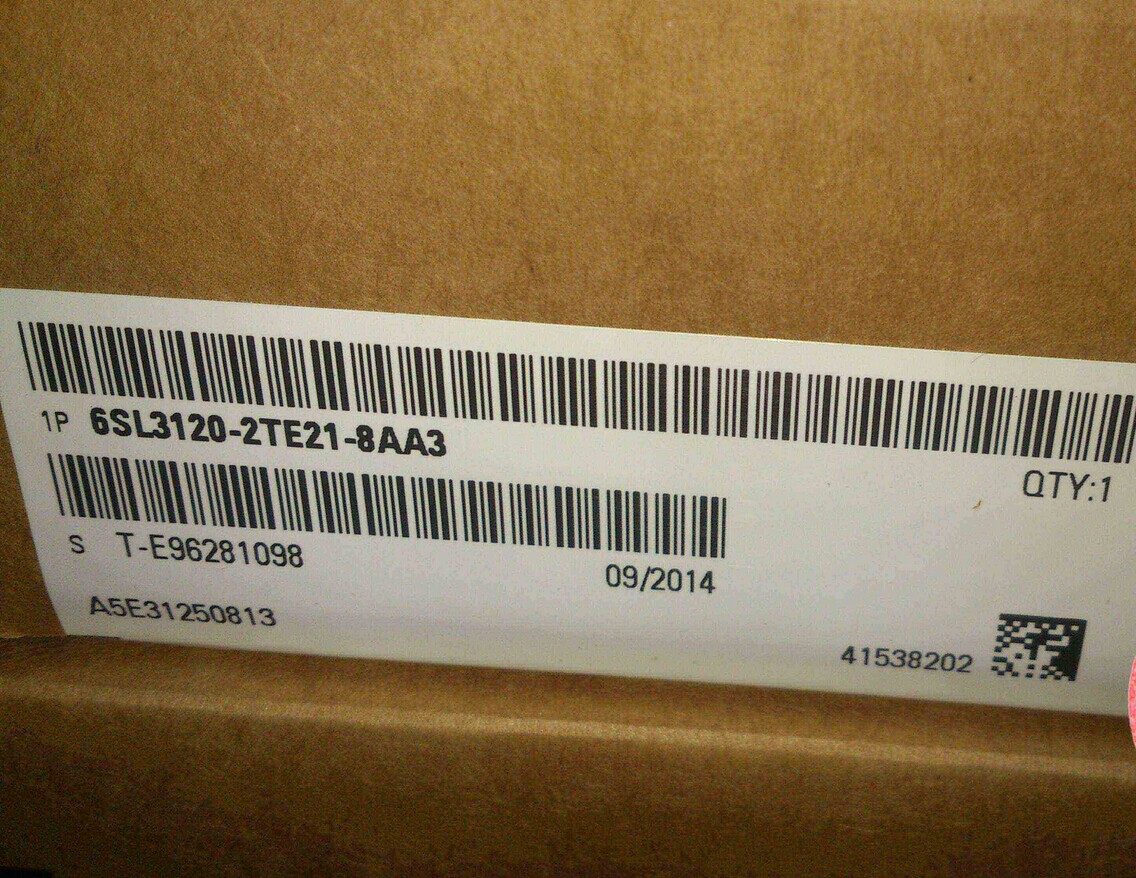 1P 6SL3120-2TE21-8AA3
QTY:1
S T-E96281098
09/2014
A5E31250813
41538202